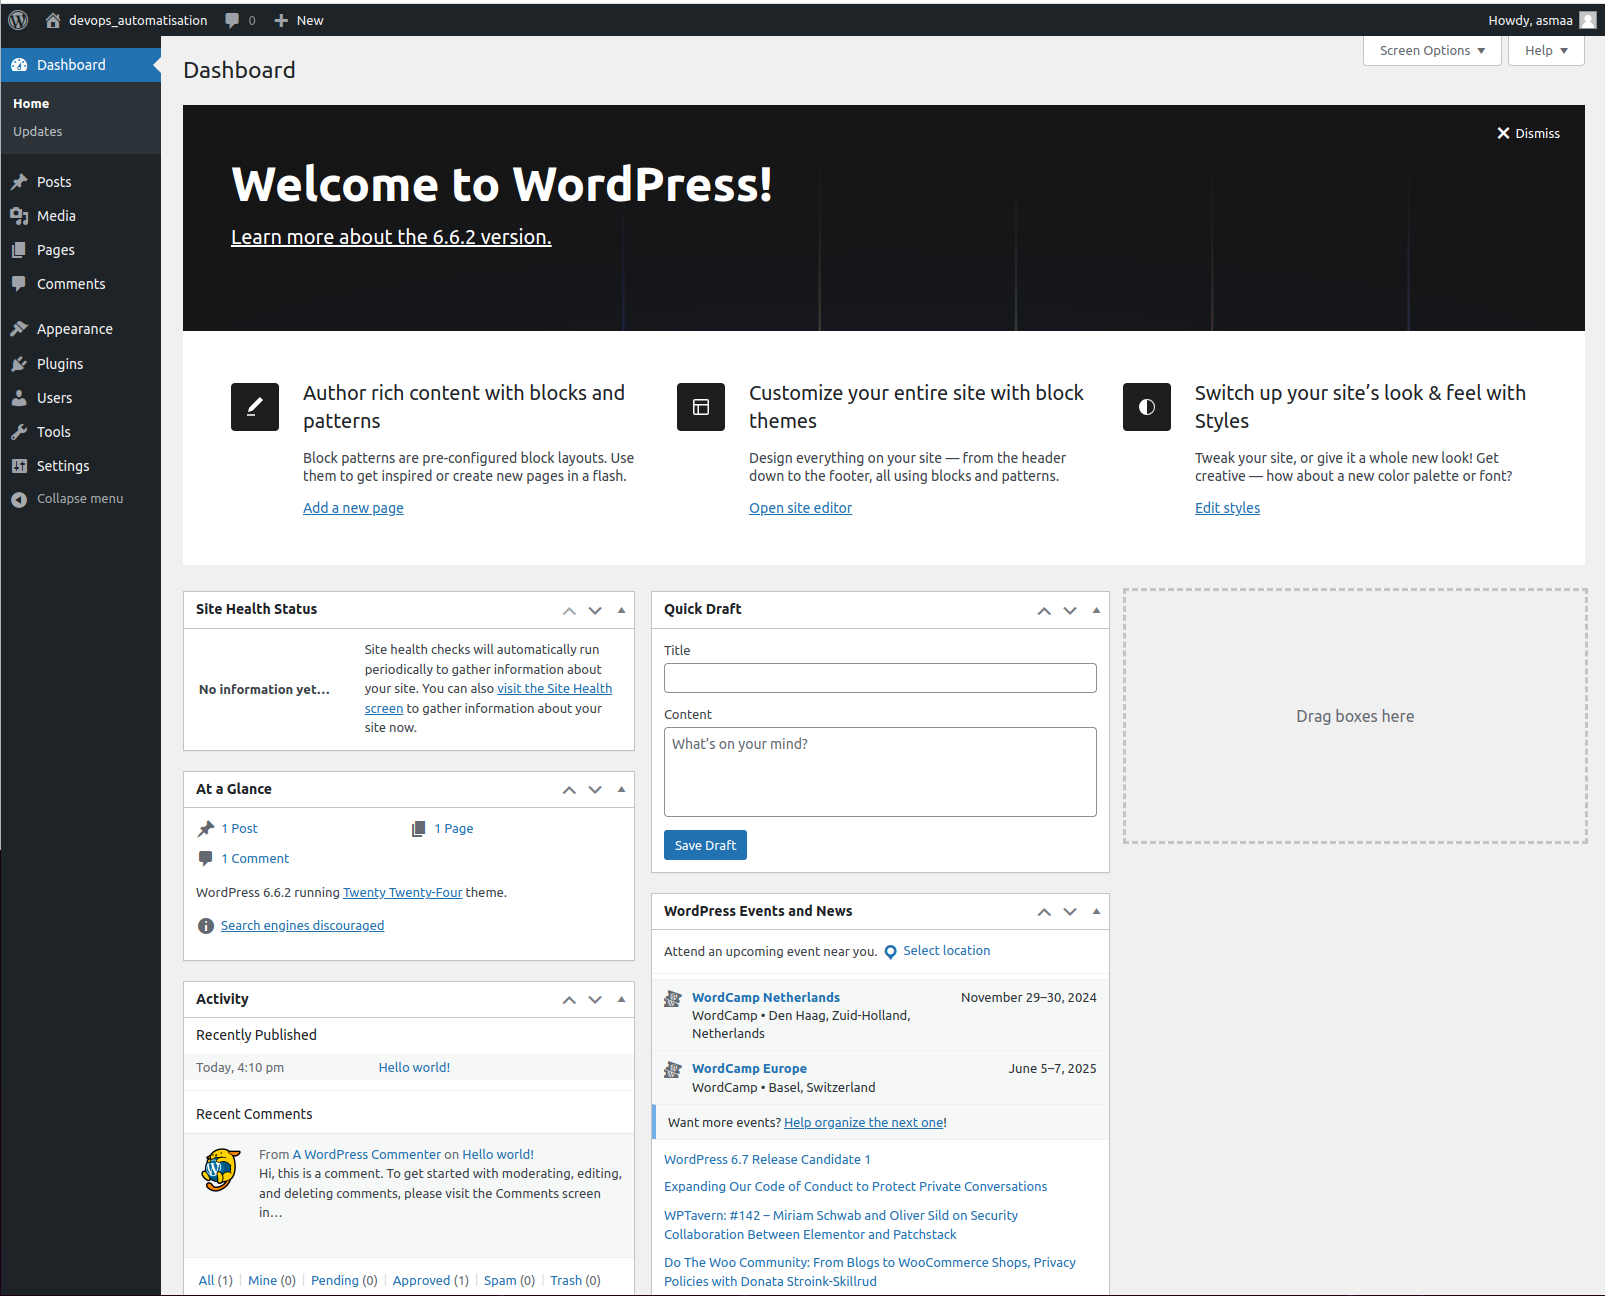 devops_automatisation
0
New
Howdy, asmaa
Dashboard
Home
Updates
Posts
Media
Pages
Comments
Appearance
Plugins
Users
Tools
Settings
Collapse menu
Screen Options
Help
Dashboard
Dismiss
Welcome to WordPress!
Learn more about the 6.6.2 version.
Author rich content with blocks and
patterns
Block patterns are pre-configured block layouts. Use
them to get inspired or create new pages in a flash.
Add a new page
Customize your entire site with block
themes
Design everything on your site — from the header
down to the footer, all using blocks and patterns.
Open site editor
Switch up your site’s look & feel with
Styles
Tweak your site, or give it a whole new look! Get
creative — how about a new color palette or font?
Edit styles
Site Health Status
No information yet…
Site health checks will automatically run
periodically to gather information about
your site. You can also visit the Site Health
screen to gather information about your
site now.
At a Glance
1 Post
1 Page
1 Comment
WordPress 6.6.2 running Twenty Twenty-Four theme.
Search engines discouraged
Activity
Recently Published
Today, 4:10 pm
Hello world!
Recent Comments
From A WordPress Commenter on Hello world!
Hi, this is a comment. To get started with moderating, editing,
and deleting comments, please visit the Comments screen
in…
All (1) | Mine (0) | Pending (0) | Approved (1) | Spam (0) | Trash (0)
Quick Draft
Title
Content
What’s on your mind?
Save Draft
WordPress Events and News
Attend an upcoming event near you.
Select location
WordCamp Netherlands
November 29–30, 2024
WordCamp • Den Haag, Zuid-Holland,
Netherlands
WordCamp Europe
June 5–7, 2025
WordCamp • Basel, Switzerland
Want more events? Help organize the next one!
WordPress 6.7 Release Candidate 1
Expanding Our Code of Conduct to Protect Private Conversations
WPTavern: #142 – Miriam Schwab and Oliver Sild on Security
Collaboration Between Elementor and Patchstack
Do The Woo Community: From Blogs to WooCommerce Shops, Privacy
Policies with Donata Stroink-Skillrud
Drag boxes here